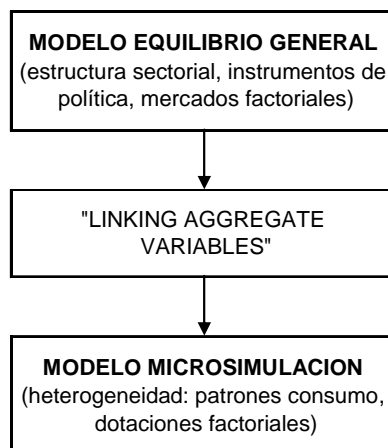 MODELO EQUILIBRIO GENERAL
(estructura sectorial, instrumentos de
política, mercados factoriales)
"LINKING AGGREGATE
VARIABLES"
MODELO MICROSIMULACION
(heterogeneidad: patrones consumo,
dotaciones factoriales)